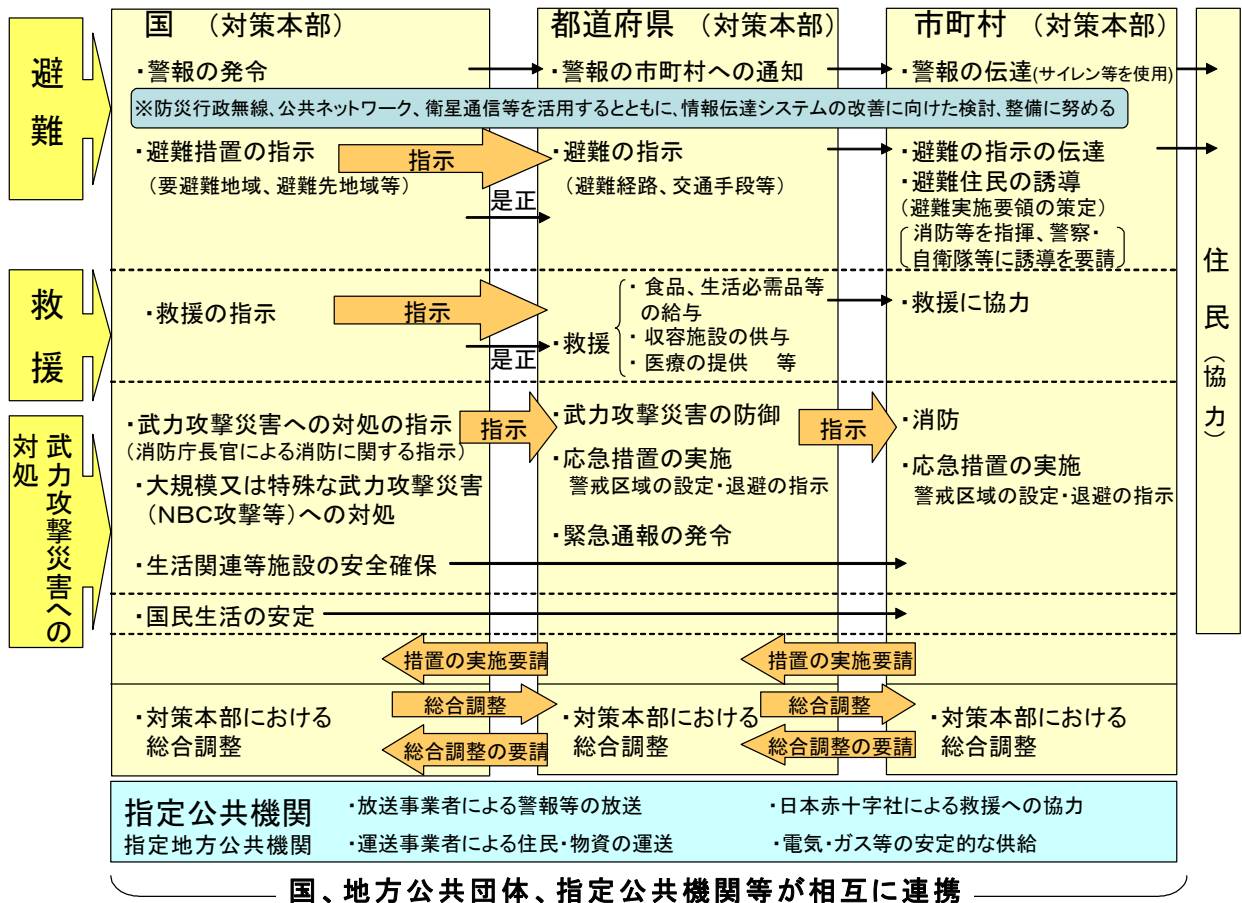 国 (対策本部)
都道府県 (対策本部)
市町村 (対策本部)
避難
・警報の発令
・警報の市町村への通知
・警報の伝達(サイレン等を使用)
※防災行政無線、公共ネットワーク、衛星通信等を活用するとともに、情報伝達システムの改善に向けた検討、整備に努める
・避難措置の指示
(要避難地域、避難先地域等)
指示
是正
・避難の指示
(避難経路、交通手段等)
・避難の指示の伝達
・避難住民の誘導
(避難実施要領の策定)
消防等を指揮、警察・
自衛隊等に誘導を要請
救援
・救援の指示
指示
是正
・救援
・食品、生活必需品等
の給与
・収容施設の供与
・医療の提供 等
・救援に協力
武力攻撃災害への
対処
・武力攻撃災害への対処の指示
(消防庁長官による消防に関する指示)
指示
・武力攻撃災害の防御
指示
・消防
・大規模又は特殊な武力攻撃災害
(NBC攻撃等)への対処
・応急措置の実施
警戒区域の設定・退避の指示
・応急措置の実施
警戒区域の設定・退避の指示
・緊急通報の発令
・生活関連等施設の安全確保
・国民生活の安定
措置の実施要請
措置の実施要請
・対策本部における
総合調整
総合調整
総合調整の要請
・対策本部における
総合調整
総合調整
総合調整の要請
・対策本部における
総合調整
住民(協力)
指定公共機関
指定地方公共機関
・放送事業者による警報等の放送
・日本赤十字社による救援への協力
・運送事業者による住民・物資の運送
・電気・ガス等の安定的な供給
国、地方公共団体、指定公共機関等が相互に連携